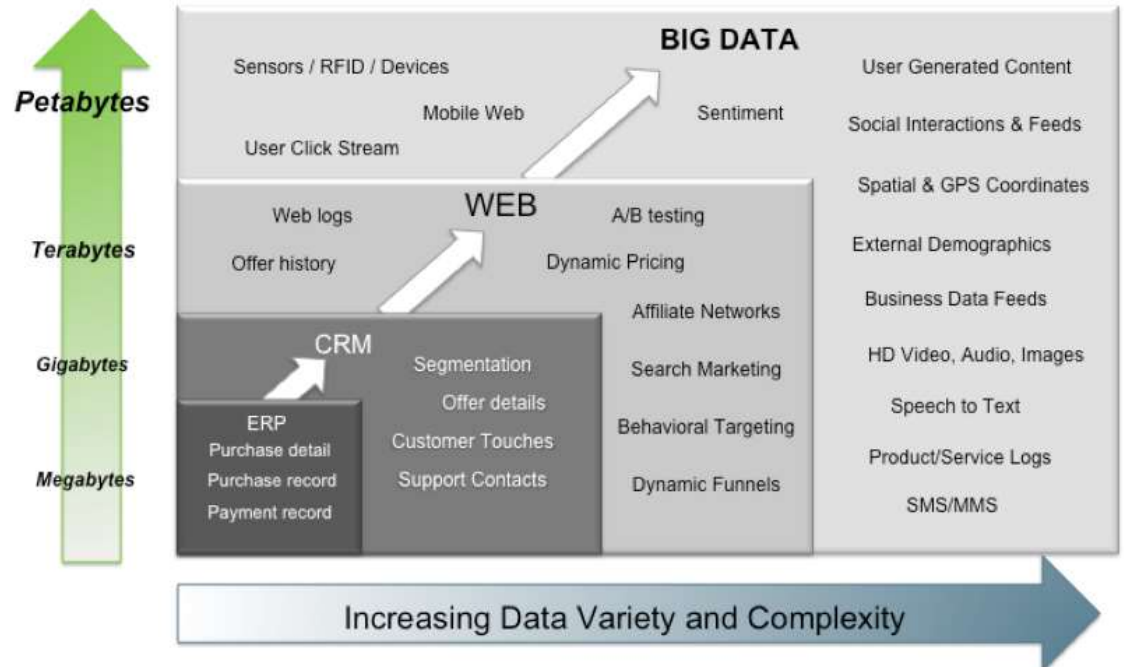 BIG DATA
Sensors / RFID / Devices
User Generated Content
Petabytes
Mobile Web
Sentiment
Social Interactions & Feeds
User Click Stream
Spatial & GPS Coordinates
WEB
Web logs
A/B testing
Terabytes
External Demographics
Offer history
Dynamic Pricing
Business Data Feeds
Affiliate Networks
CRM
Gigabytes
HD Video, Audio, Images
Segmentation
Search Marketing
Offer details
Speech to Text
ERP
Behavioral Targeting
Customer Touches
Purchase detail
Product/Service Logs
Megabytes
Purchase record
Support Contacts
Dynamic Funnels
SMS/MMS
Payment record
Increasing Data Variety and Complexity